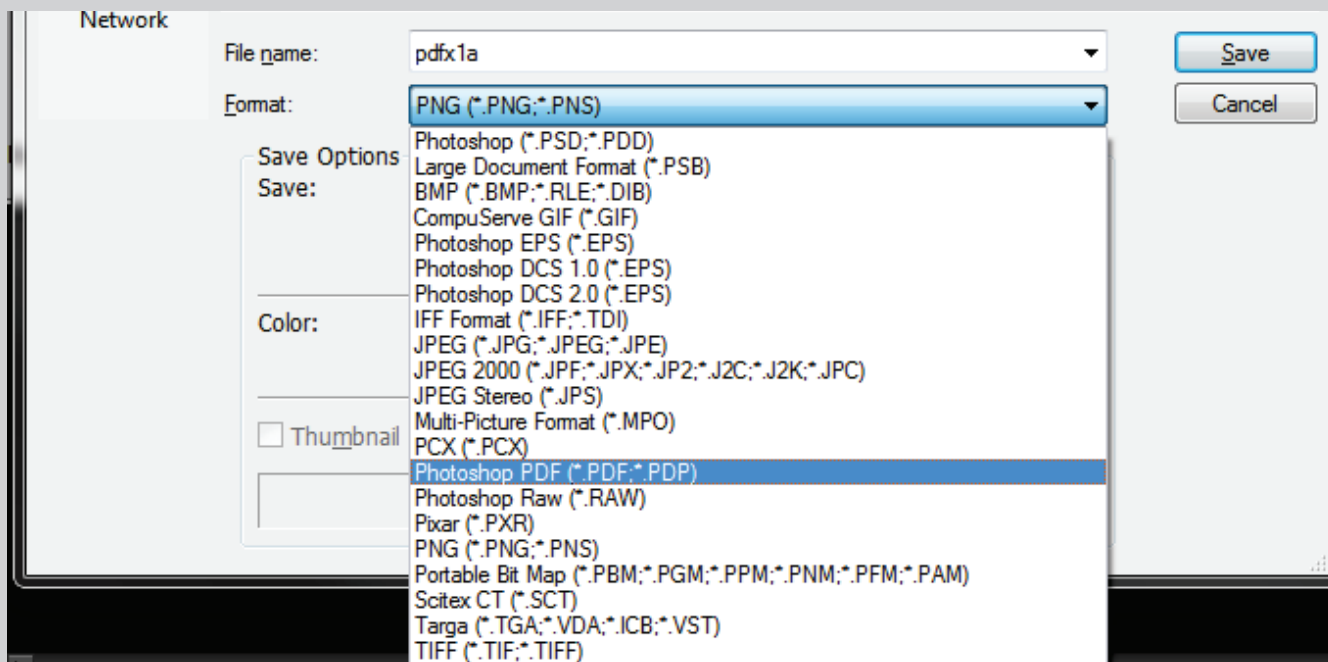 Network
File name: pdfx1a Save
Format: PNG (*.PNG;*.PNS) Cancel
Save Options
Save:
Color:
Thumbnail
Photoshop (*.PSD;*.PDD)
Large Document Format (*.PSB)
BMP (*.BMP;*.RLE;*.DIB)
CompuServe GIF (*.GIF)
Photoshop EPS (*.EPS)
Photoshop DCS 1.0 (*.EPS)
Photoshop DCS 2.0 (*.EPS)
IFF Format (*.IFF;*.TDI)
JPEG (*.JPG;*.JPEG;*.JPE)
JPEG 2000 (*.JPF;*.JPX;*.JP2;*.J2C;*.J2K;*.JPC)
JPEG Stereo (*.JPS)
Multi-Picture Format (*.MPO)
PCX (*.PCX)
Photoshop PDF (*.PDF;*.PDP)
Photoshop Raw (*.RAW)
Pixar (*.PXR)
PNG (*.PNG;*.PNS)
Portable Bit Map (*.PBM;*.PGM;*.PPM;*.PNM;*.PFM;*.PAM)
Scitex CT (*.SCT)
Targa (*.TGA;*.VDA;*.ICB;*.VST)
TIFF (*.TIF;*.TIFF)